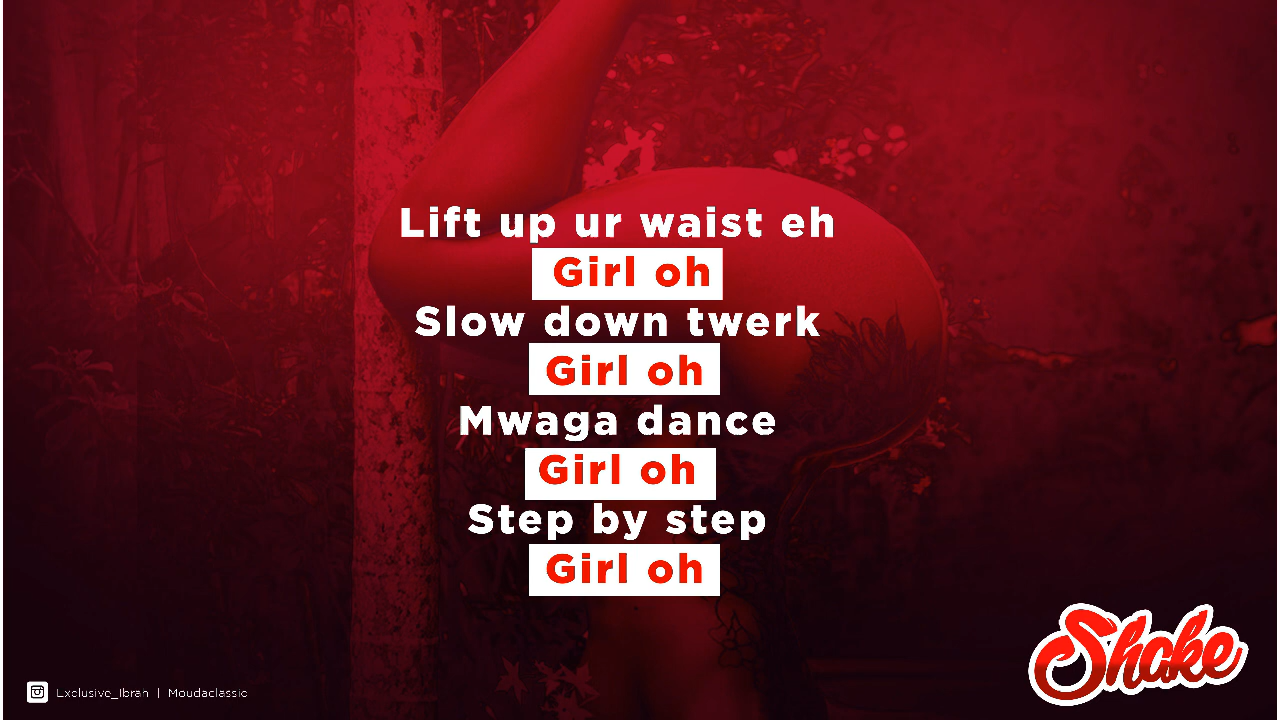 Lift up ur waist eh
Girl oh
Slow down twerk
Girl oh
Mwaga dance
Girl oh
Step by step
Girl oh
Shake
Exclusive_Ibrah | Moudaclassic